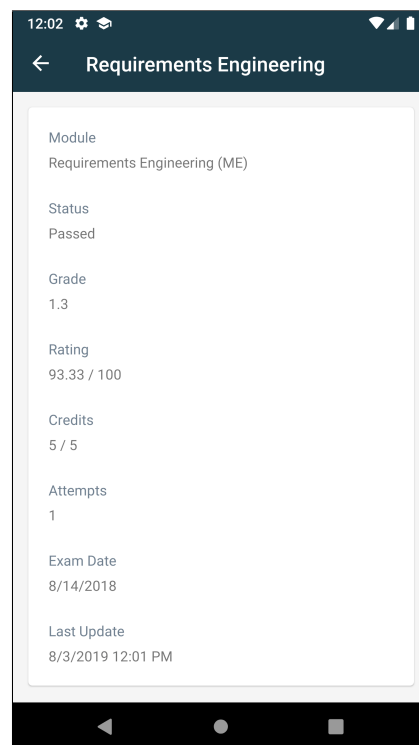 12:02
Requirements Engineering
Module
Requirements Engineering (ME)
Status
Passed
Grade
1.3
Rating
93.33 / 100
Credits
5 / 5
Attempts
1
Exam Date
8/14/2018
Last Update
8/3/2019 12:01 PM